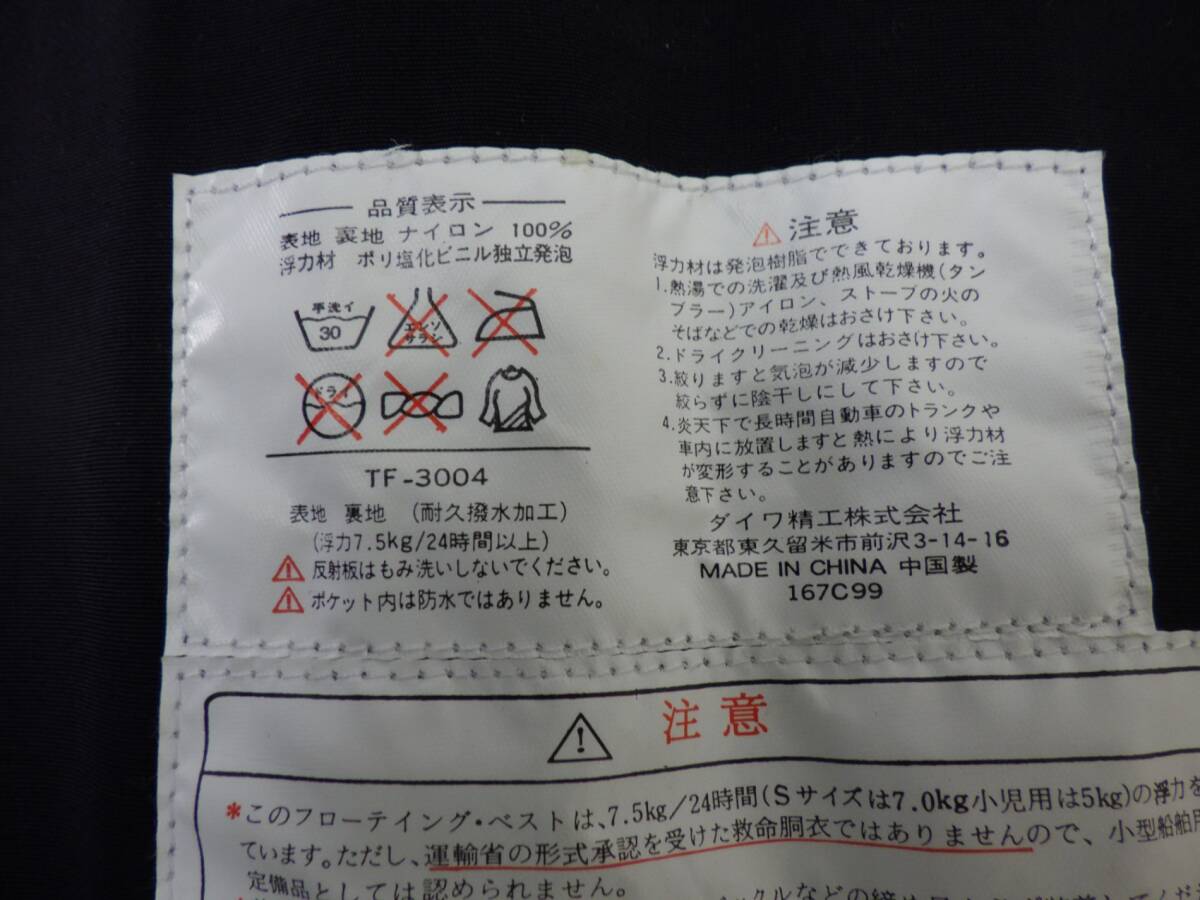 品質表示
表地 裏地 ナイロン 100%
浮力材 ポリ塩化ビニル独立発泡
手洗イ
30
エンソ
サラシ
ドライ
TF-3004
表地 裏地 (耐久撥水加工)
(浮力7.5kg/24時間以上)
反射板はもみ洗いしないでください。
ポケット内は防水ではありません。
注意
浮力材は発泡樹脂でできております。
1.熱湯での洗濯及び熱風乾燥機(タン
ブラー)アイロン、ストーブの火の
そばなどでの乾燥はおさけ下さい。
2.ドライクリーニングはおさけ下さい。
3.絞りますと気泡が減少しますので
絞らずに陰干しにして下さい。
4.炎天下で長時間自動車のトランクや
車内に放置しますと熱により浮力材
が変形することがありますのでご注
意下さい。
ダイワ精工株式会社
東京都東久留米市前沢3-14-16
MADE IN CHINA 中国製
167C99
注意
*このフローテイング・ベストは、7.5kg/24時間(Sサイズは7.0kg小児用は5kg)の浮力を
ています。ただし、運輸省の形式承認を受けた救命胴衣ではありませんので、小型船舶用
定備品としては認められません。